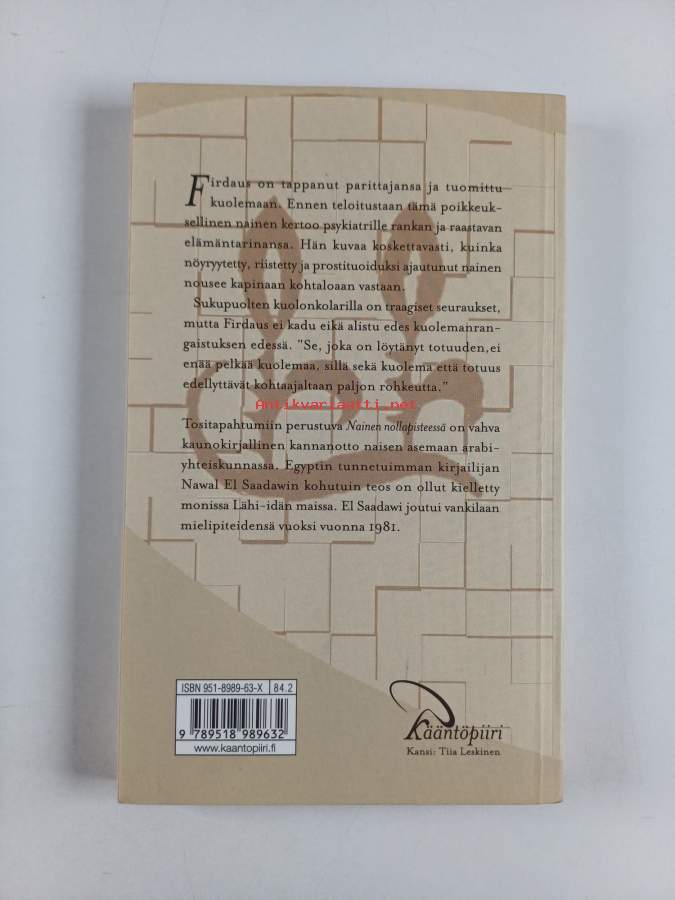 Firdaus on tappanut parittajansa ja tuomittu
kuolemaan. Ennen teloitustaan tämä poikkeuk-
sellinen nainen kertoo psykiatrille rankan ja raastavan
elämäntarinansa. Hän kuvaa koskettavasti, kuinka
nöyryytetty, riistetty ja prostituoiduksi ajautunut nainen
nousee kapinaan kohtaloaan vastaan.
Sukupuolten kuolonkolarilla on traagiset seuraukset,
mutta Firdaus ei kadu eikä alistu edes kuolemanran-
gaistuksen edessä. "Se, joka on löytänyt totuuden,ei
enää pelkää kuolemaa, sillä sekä kuolema että totuus
edellyttävät kohtaajaltaan paljon rohkeutta."
Antikvariaatti.net
Tositapahtumiin perustuva Nainen nollapisteessä on vahva
kaunokirjallinen kannanotto naisen asemaan arabi-
yhteiskunnassa. Egyptin tunnetuimman kirjailijan
Nawal El Saadawin kohutuin teos on ollut kielletty
monissa Lähi-idän maissa. El Saadawi joutui vankilaan
mielipiteidensä vuoksi vuonna 1981.
ISBN 951-8989-63-X 84.2
9 789518 989632
www.kaantopiiri.fi
Kääntöpiiri
Kansi: Tiia Leskinen